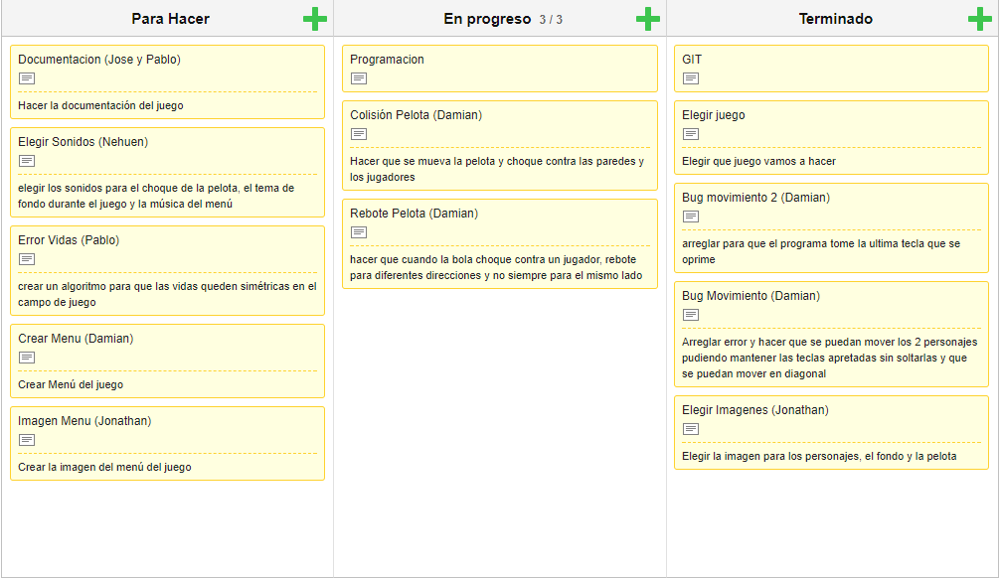 Para Hacer
Documentacion (Jose y Pablo)
Hacer la documentación del juego
Elegir Sonidos (Nehuen)
elegir los sonidos para el choque de la pelota, el tema de
fondo durante el juego y la música del menú
Error Vidas (Pablo)
crear un algoritmo para que las vidas queden simétricas en el
campo de juego
Crear Menu (Damian)
Crear Menú del juego
Imagen Menu (Jonathan)
Crear la imagen del menú del juego
En progreso 3 / 3
Programacion
Colisión Pelota (Damian)
Hacer que se mueva la pelota y choque contra las paredes y
los jugadores
Rebote Pelota (Damian)
hacer que cuando la bola choque contra un jugador, rebote
para diferentes direcciones y no siempre para el mismo lado
Terminado
GIT
Elegir juego
Elegir que juego vamos a hacer
Bug movimiento 2 (Damian)
arreglar para que el programa tome la ultima tecla que se
oprime
Bug Movimiento (Damian)
Arreglar error y hacer que se puedan mover los 2 personajes
pudiendo mantener las teclas apretadas sin soltarlas y que
se puedan mover en diagonal
Elegir Imagenes (Jonathan)
Elegir la imagen para los personajes, el fondo y la pelota